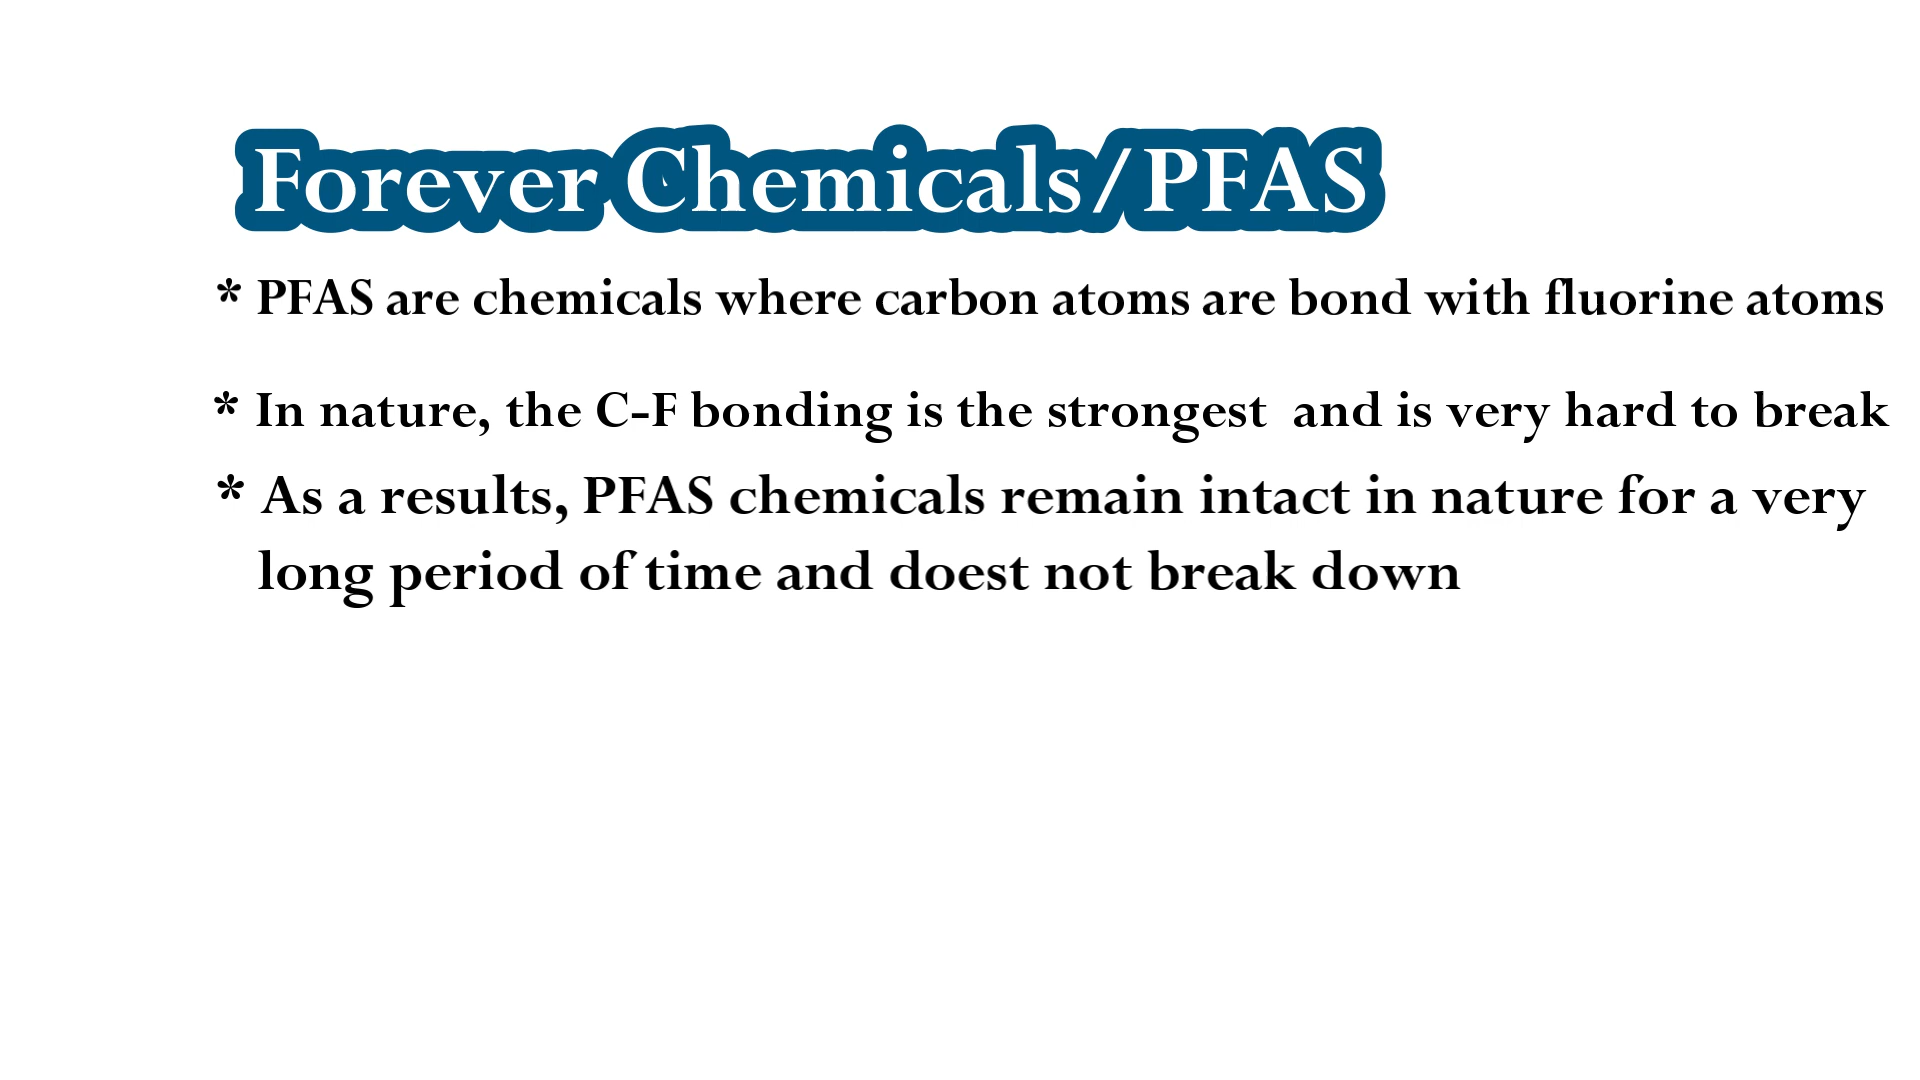 Forever Chemicals/PFAS
* PFAS are chemicals where carbon atoms are bond with fluorine atoms
* In nature, the C-F bonding is the strongest  and is very hard to break
* As a results, PFAS chemicals remain intact in nature for a very
long period of time and doest not break down